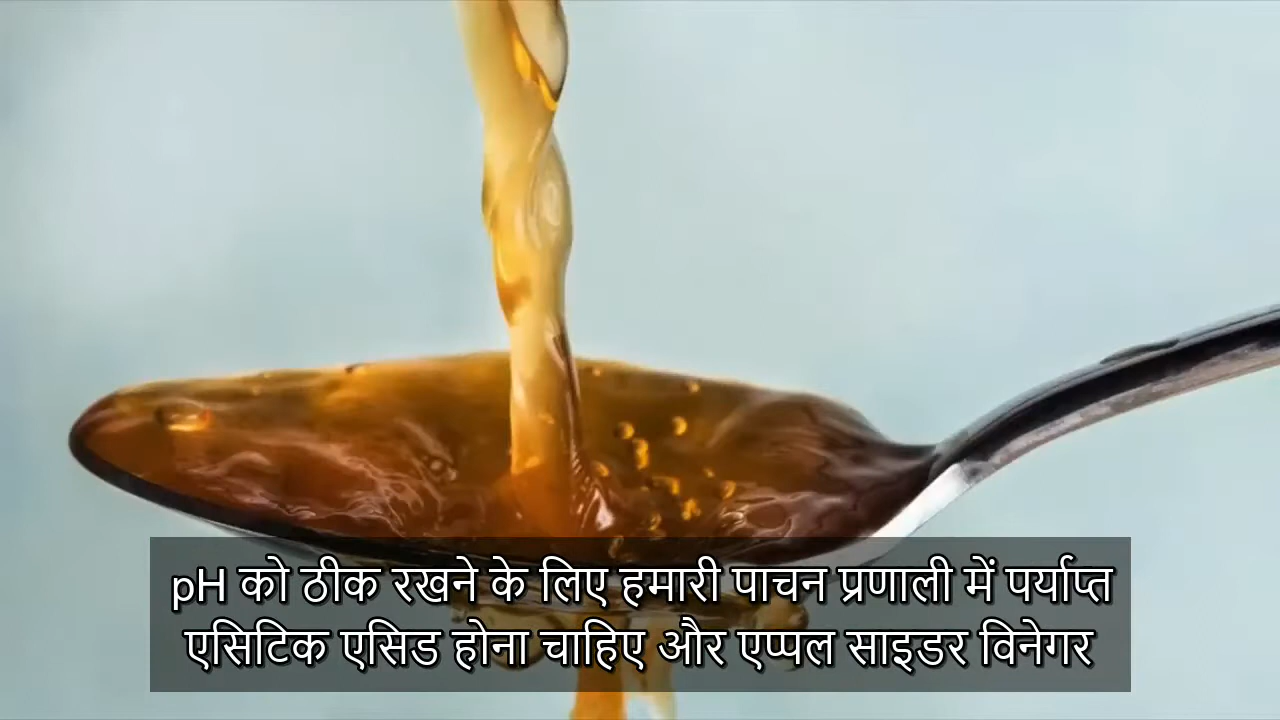 pH को ठीक रखने के लिए हमारी पाचन प्रणाली में पर्याप्त
एसिटिक एसिड होना चाहिए और एप्पल साइडर विनेगर